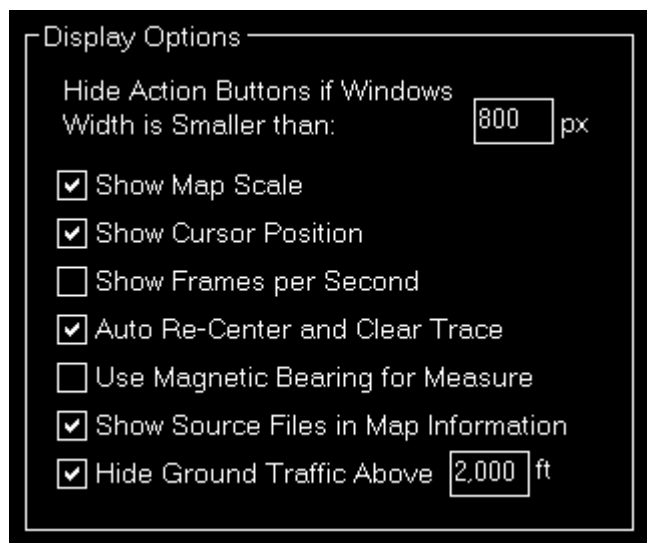 Display Options
Hide Action Buttons if Windows
Width is Smaller than: 800 px
Show Map Scale
Show Cursor Position
Show Frames per Second
Auto Re-Center and Clear Trace
Use Magnetic Bearing for Measure
Show Source Files in Map Information
Hide Ground Traffic Above 2,000 ft